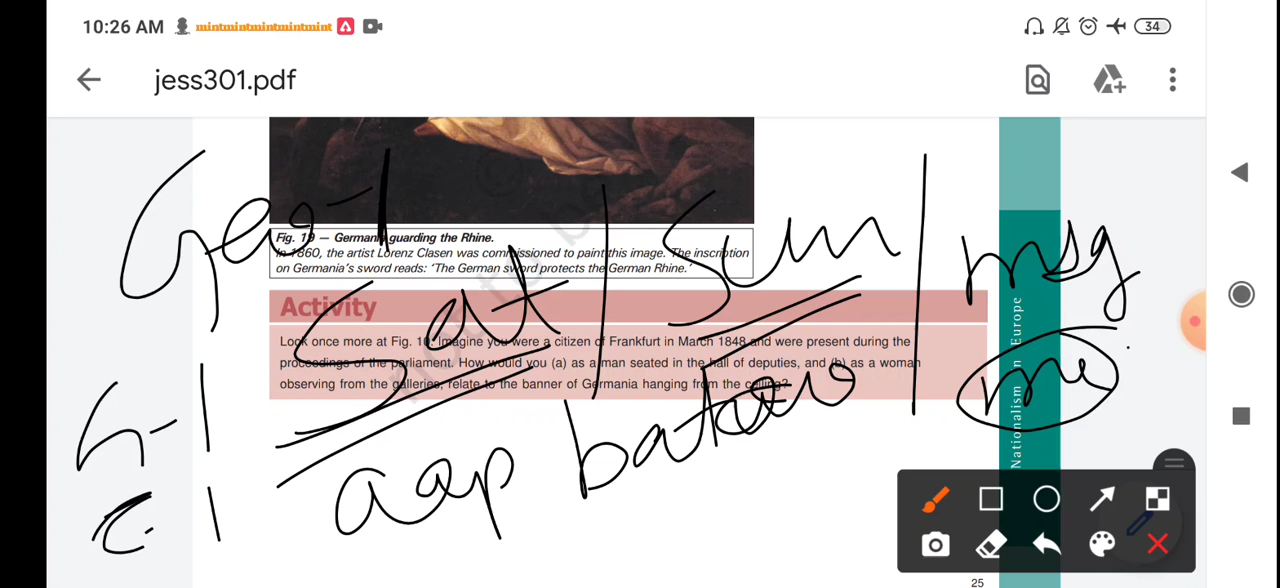 10:26 AM mintmintmintmintmint 34
jess301.pdf
Fig. 19 — Germania guarding the Rhine.
In 1860, the artist Lorenz Clasen was commissioned to paint this image. The inscription
on Germania's sword reads: 'The German sword protects the German Rhine.'
Geo-1
Sat / Sun / msg
me
Activity
Look once more at Fig. 10. Imagine you were a citizen of Frankfurt in March 1848 and were present during the
proceedings of the parliament. How would you (a) as a man seated in the hall of deputies, and (b) as a woman
observing from the galleries, relate to the banner of Germania hanging from the ceiling?
aap batao
Nationalism in Europe
25